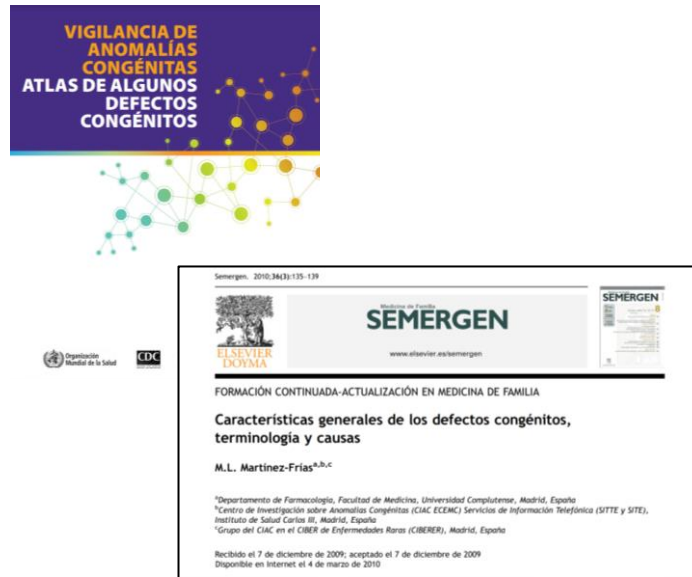 VIGILANCIA DE
ANOMALÍAS
CONGÉNITAS
ATLAS DE ALGUNOS
DEFECTOS
CONGÉNITOS
Organización
Mundial de la Salud
CDC
Semergen. 2010;36(3):135-139
ELSEVIER
DOYMA
Medicina de Familia
SEMERGEN
www.elsevier.es/semergen
SEMERGEN
FORMACIÓN CONTINUADA-ACTUALIZACIÓN EN MEDICINA DE FAMILIA
Características generales de los defectos congénitos,
terminología y causas
M.L. Martínez-Frías a,b,c
aDepartamento de Farmacología, Facultad de Medicina, Universidad Complutense, Madrid, España
bCentro de Investigación sobre Anomalías Congénitas (CIAC ECEMC) Servicios de Información Telefónica (SITTE y SITE),
Instituto de Salud Carlos III, Madrid, España
cGrupo del CIAC en el CIBER de Enfermedades Raras (CIBERER), Madrid, España
Recibido el 7 de diciembre de 2009; aceptado el 7 de diciembre de 2009
Disponible en Internet el 4 de marzo de 2010